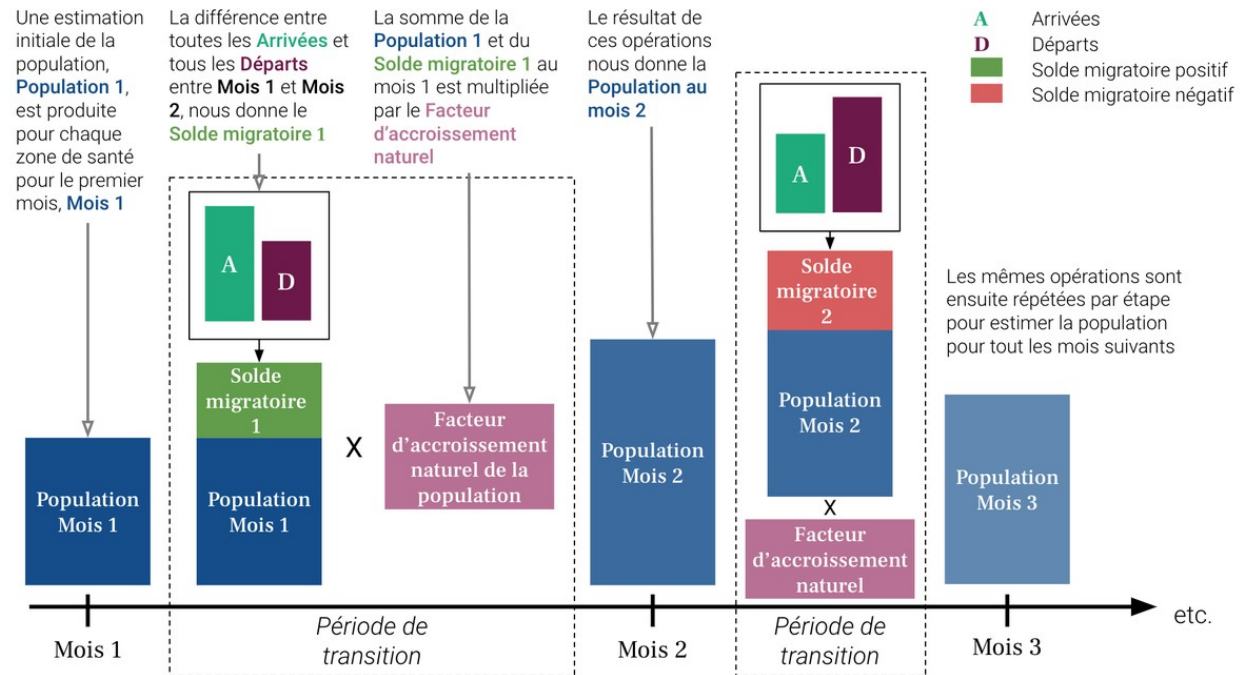 Une estimation
initiale de la
population,
Population 1,
est produite
pour chaque
zone de santé
pour le premier
mois, Mois 1
La différence entre
toutes les Arrivées et
tous les Départs
entre Mois 1 et Mois
2, nous donne le
Solde migratoire 1
La somme de la
Population 1 et du
Solde migratoire 1 au
mois 1 est multipliée
par le Facteur
d'accroissement
naturel
Le résultat de
ces opérations
nous donne la
Population au
mois 2
A Arrivées
D Départs
Solde migratoire positif
Solde migratoire négatif
A
D
Solde
migratoire
1
Population
Mois 1
Population
Mois 1
X
Facteur
d'accroissement
naturel de la
population
Population
Mois 2
A
D
Solde
migratoire
2
Population
Mois 2
X
Facteur
d'accroissement
naturel
Les mêmes opérations sont
ensuite répétées par étape
pour estimer la population
pour tout les mois suivants
Population
Mois 3
etc.
Mois 1
Période de
transition
Mois 2
Période de
transition
Mois 3